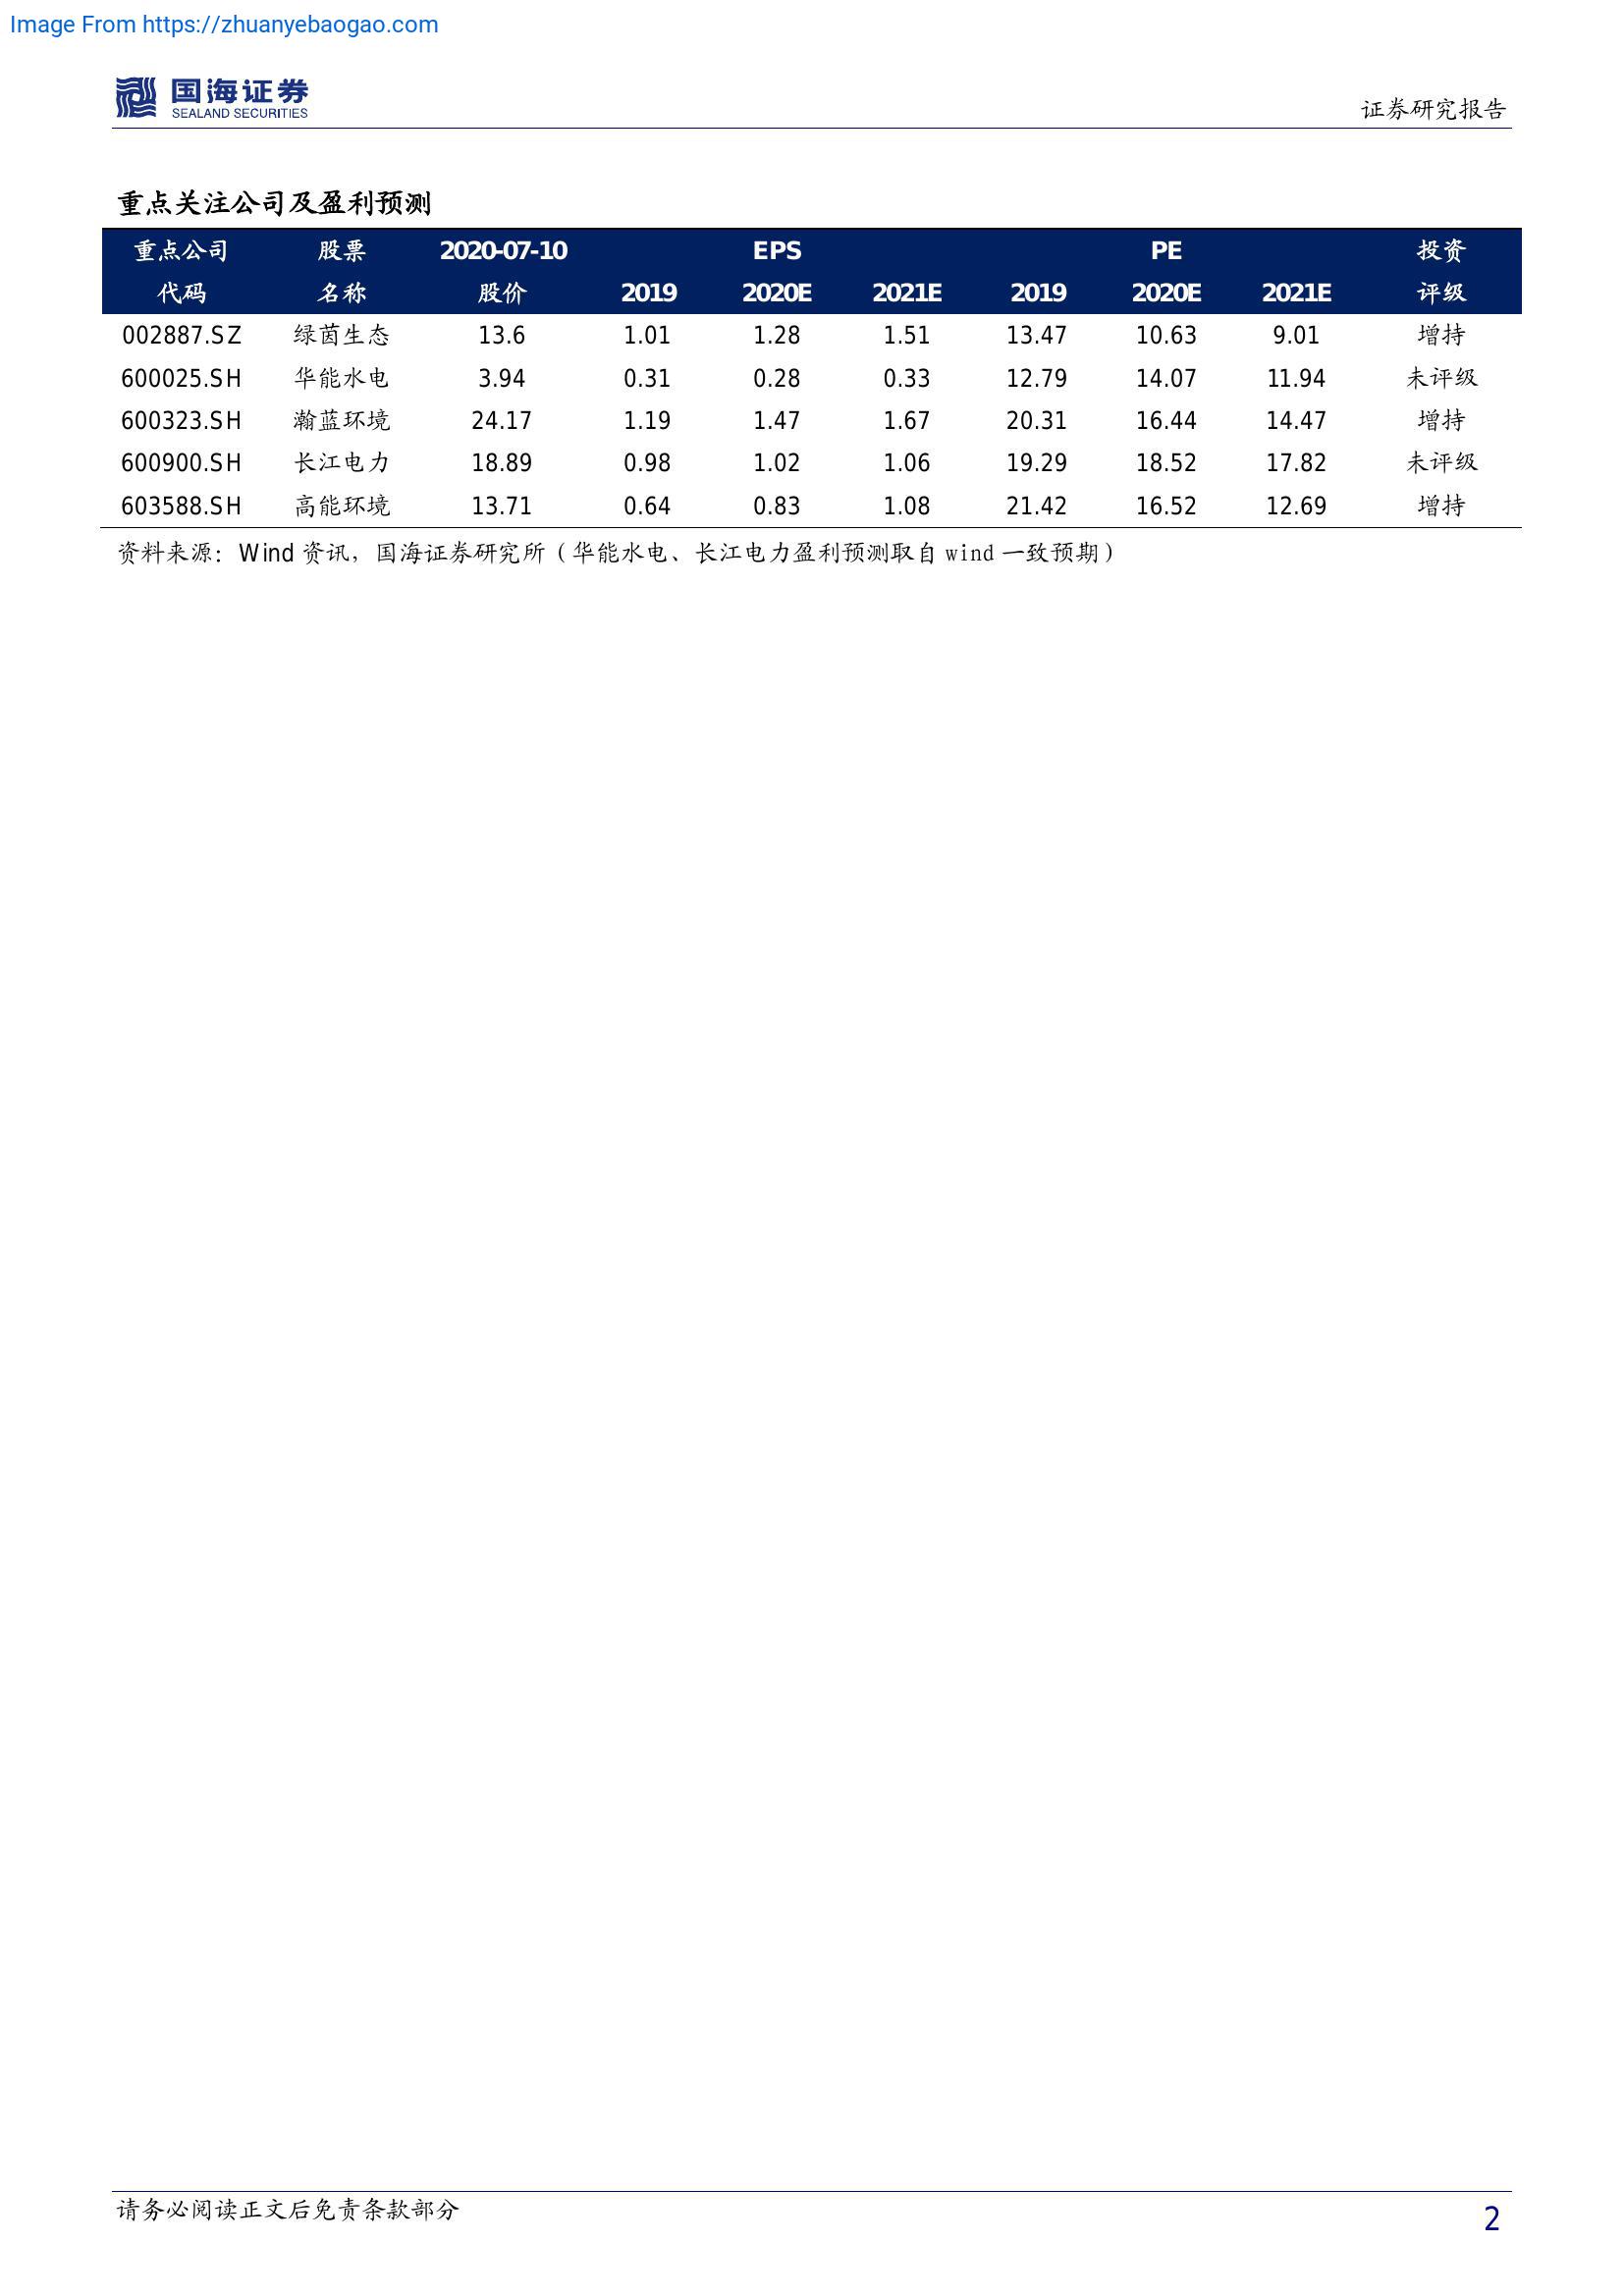 Image From https://zhuanyebaogao.com
国海证券
SEALAND SECURITIES
证券研究报告
重点关注公司及盈利预测
重点公司 股票 2020-07-10 EPS PE 投资
代码 名称 股价 2019 2020E 2021E 2019 2020E 2021E 评级
002887.SZ 绿茵生态 13.6 1.01 1.28 1.51 13.47 10.63 9.01 增持
600025.SH 华能水电 3.94 0.31 0.28 0.33 12.79 14.07 11.94 未评级
600323.SH 瀚蓝环境 24.17 1.19 1.47 1.67 20.31 16.44 14.47 增持
600900.SH 长江电力 18.89 0.98 1.02 1.06 19.29 18.52 17.82 未评级
603588.SH 高能环境 13.71 0.64 0.83 1.08 21.42 16.52 12.69 增持
资料来源：Wind 资讯，国海证券研究所（华能水电、长江电力盈利预测取自 wind 一致预期）
请务必阅读正文后免责条款部分
2